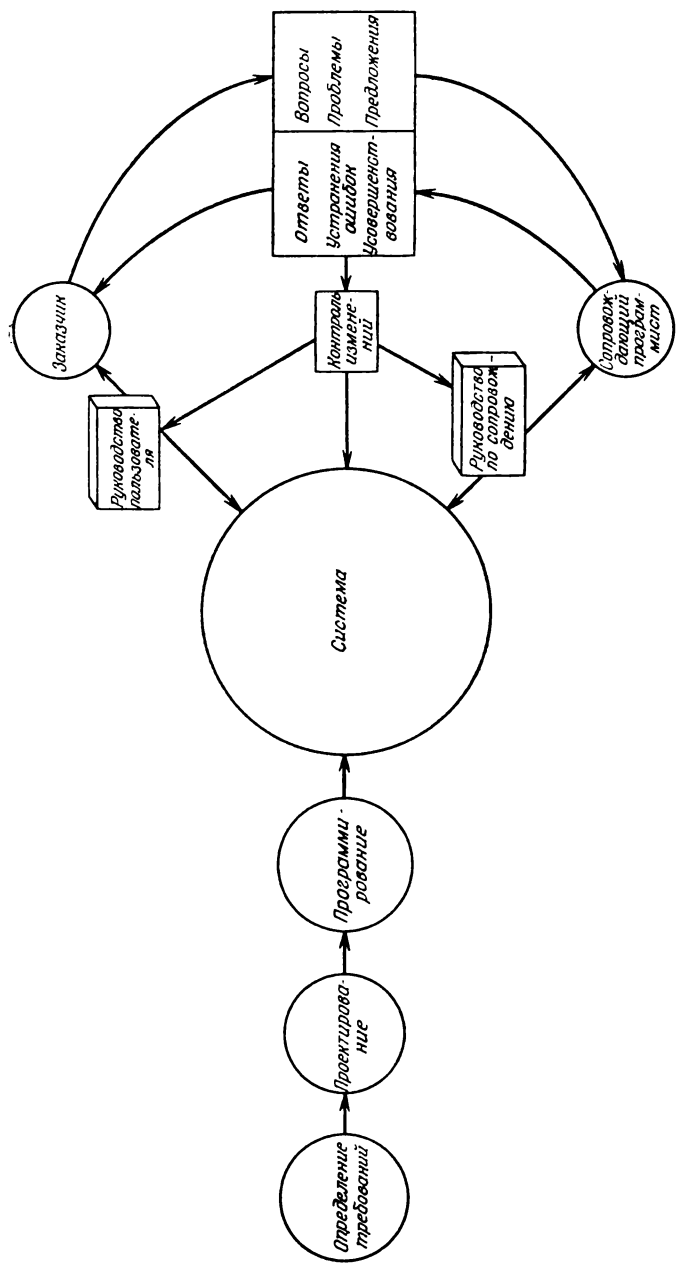 Вопросы
Проблемы
Предложения
Ответы
Устранения
ошибок
Усовершенст-
вования
Заказчик
Контроль
измене-
ний
Сопровож-
дающий
програм-
мист
Руководство
пользовате-
ля
Руководство
по сопровож-
дению
Система
Программи-
рование
Проектирова-
ние
Определение
требований